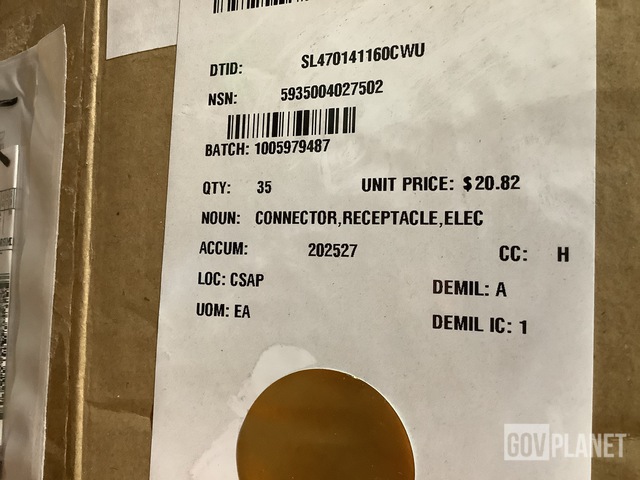 DTID: SL470141160CWU
NSN: 5935004027502
BATCH: 1005979487
QTY: 35 UNIT PRICE: $20.82
NOUN: CONNECTOR,RECEPTACLE,ELEC
ACCUM: 202527 CC: H
LOC: CSAP DEMIL: A
UOM: EA DEMIL IC: 1
GOVPLANET